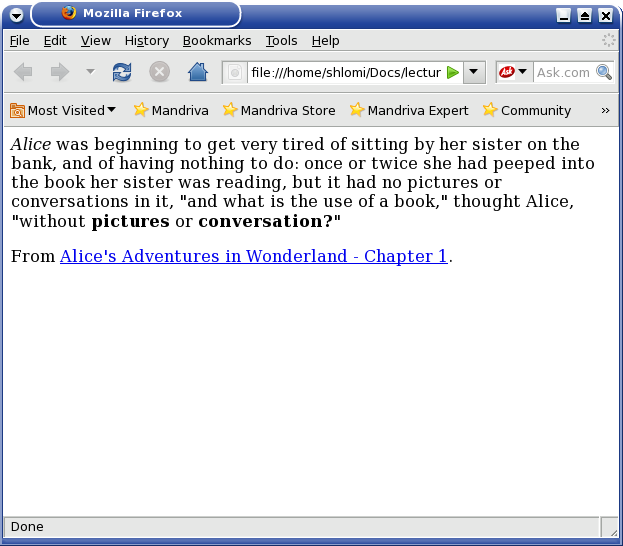 Mozilla Firefox
File Edit View History Bookmarks Tools Help
file:///home/shlomi/Docs/lectur Ask Ask.com
Most Visited Mandriva Mandriva Store Mandriva Expert Community »
Alice was beginning to get very tired of sitting by her sister on the
bank, and of having nothing to do: once or twice she had peeped into
the book her sister was reading, but it had no pictures or
conversations in it, "and what is the use of a book," thought Alice,
"without pictures or conversation?"
From Alice's Adventures in Wonderland - Chapter 1.
Done